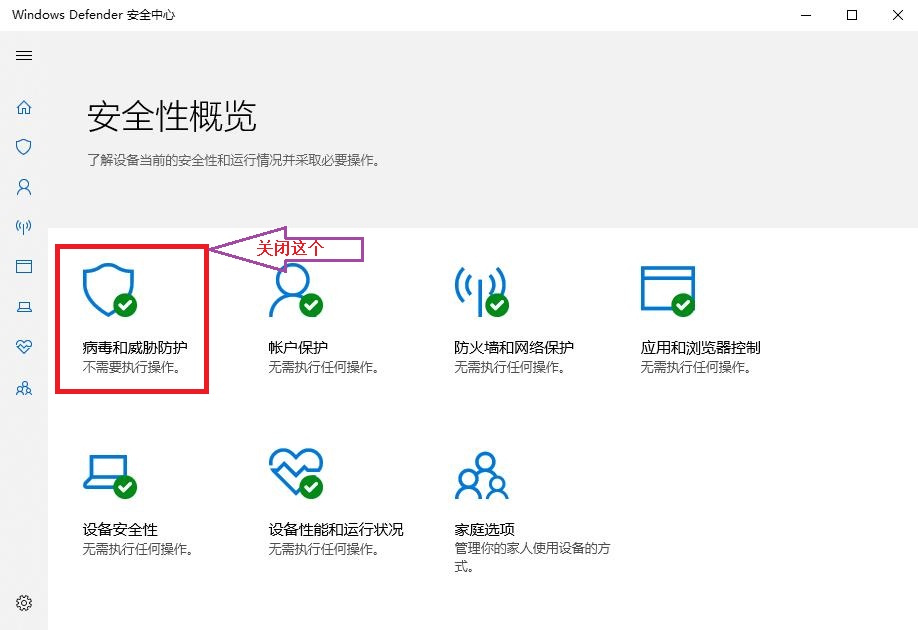 Windows Defender 安全中心
安全性概览
了解设备当前的安全性和运行情况并采取必要操作。
关闭这个
病毒和威胁防护
不需要执行操作。
帐户保护
无需执行任何操作。
防火墙和网络保护
无需执行任何操作。
应用和浏览器控制
无需执行任何操作。
设备安全性
无需执行任何操作。
设备性能和运行状况
无需执行任何操作。
家庭选项
管理你的家人使用设备的方
式。